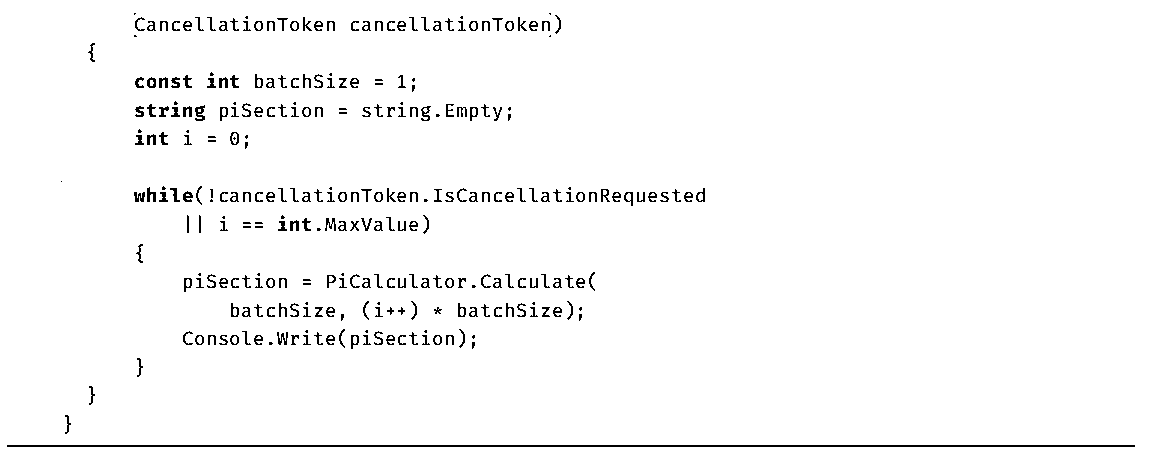 CancellationToken cancellationToken)
{
const int batchSize = 1;
string piSection = string.Empty;
int i = 0;
while(!cancellationToken.IsCancellationRequested
|| i == int.MaxValue)
{
piSection = PiCalculator.Calculate(
batchSize, (i++) * batchSize);
Console.Write(piSection);
}
}
}